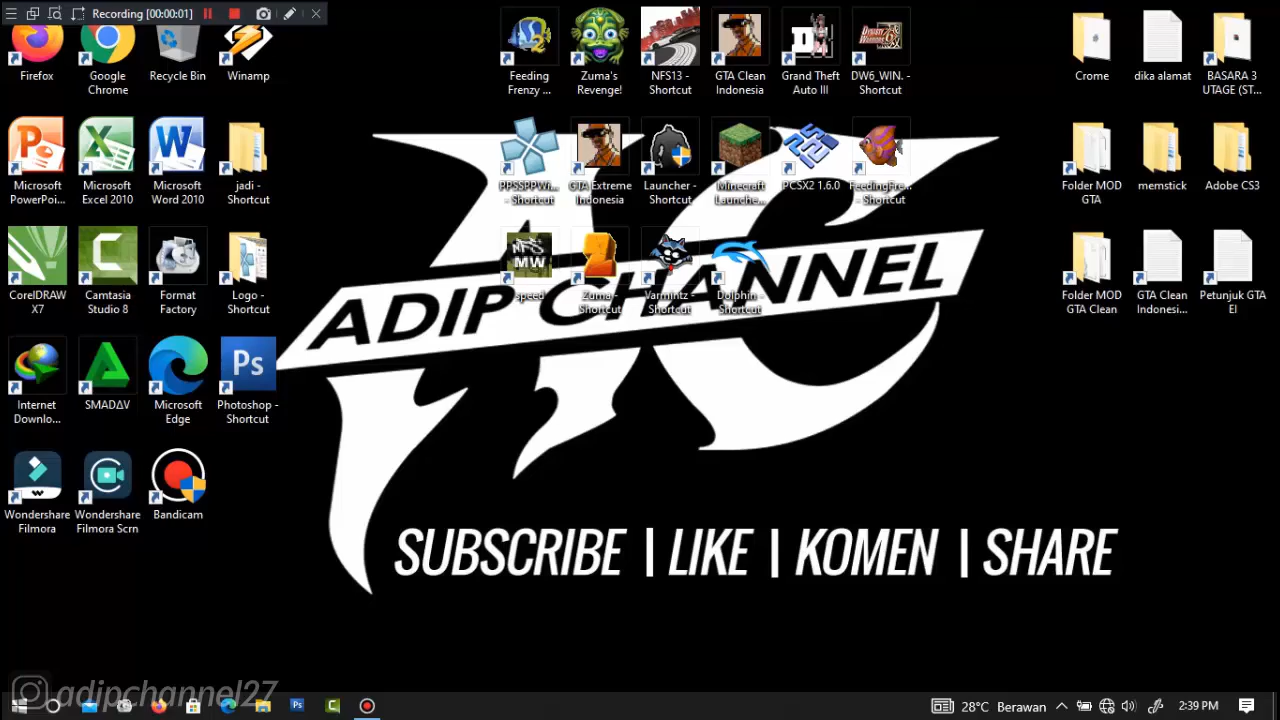 Recording [00:00:01]
Firefox
Google
Chrome
Recycle Bin
Winamp
Feeding
Frenzy ...
Zuma's
Revenge!
NFS13 -
Shortcut
GTA Clean
Indonesia
Grand Theft
Auto III
DW6_WIN. -
Shortcut
Crome
dika alamat
BASARA 3
UTAGE (ST...
Microsoft
PowerPoi...
Microsoft
Excel 2010
Microsoft
Word 2010
jadi -
Shortcut
PPSSPPWi...
- Shortcut
GTA Extreme
Indonesia
Launcher -
Shortcut
Minecraft
Launche...
PCSX2 1.6.0
FeedingFre...
- Shortcut
Folder MOD
GTA
memstick
Adobe CS3
CorelDRAW
X7
Camtasia
Studio 8
Format
Factory
Logo -
Shortcut
NFS
MW
speed
Zuma -
Shortcut
Varmintz -
Shortcut
Dolphin -
Shortcut
Folder MOD
GTA Clean
GTA Clean
Indonesi...
Petunjuk GTA
EI
ADIP CHANNEL
Internet
Downlo...
SMADΔV
Microsoft
Edge
Ps
Photoshop -
Shortcut
Wondershare
Filmora
Wondershare
Filmora Scrn
Bandicam
SUBSCRIBE | LIKE | KOMEN | SHARE
adipchannel27
28°C Berawan
2:39 PM